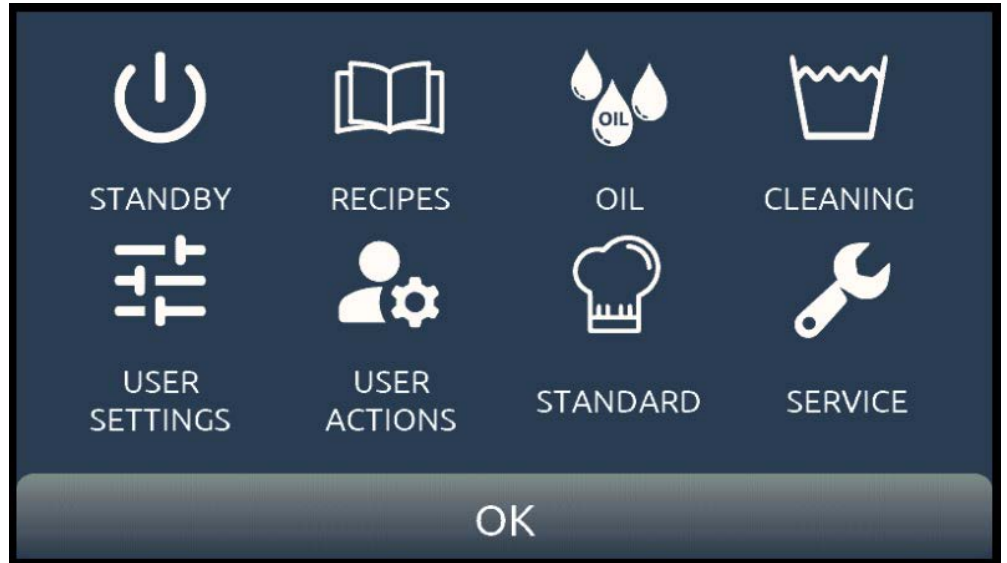 STANDBY
RECIPES
OIL
OIL
CLEANING
USER
SETTINGS
USER
ACTIONS
STANDARD
SERVICE
OK